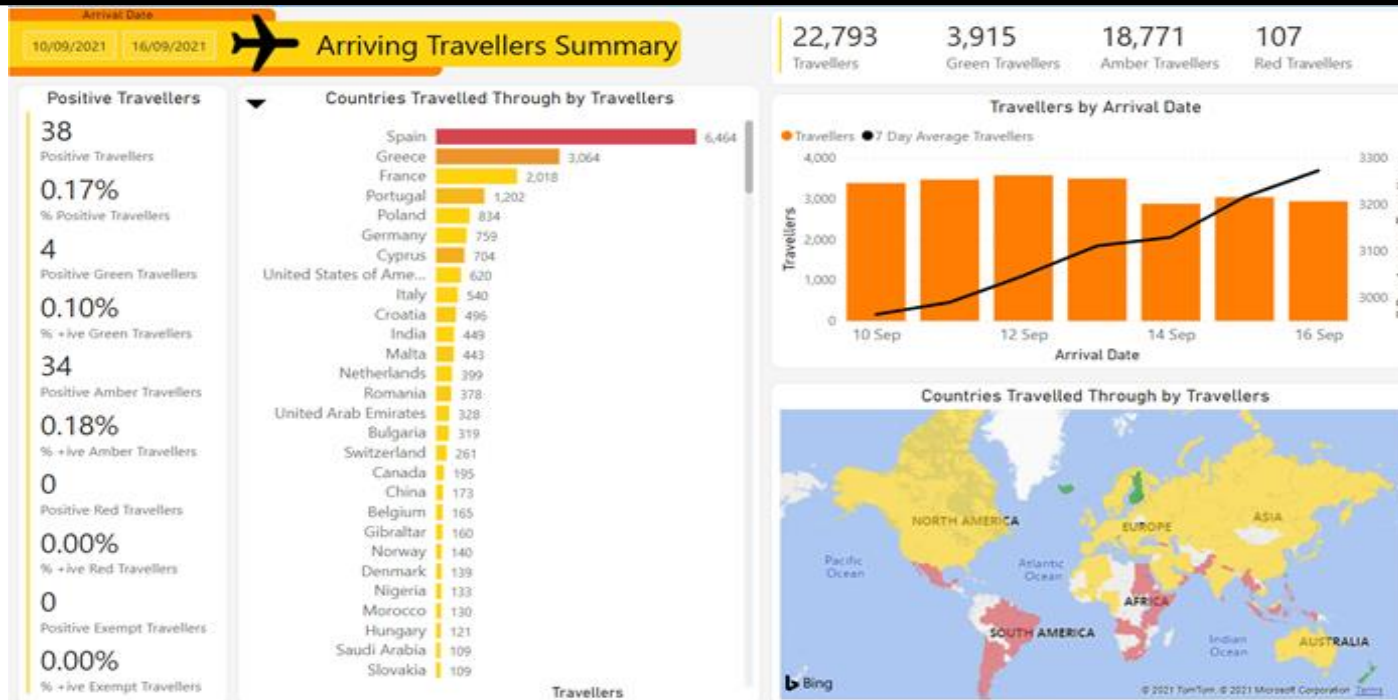 Arrival Date
10/09/2021 16/09/2021
Arriving Travellers Summary
22,793
Travellers
3,915
Green Travellers
18,771
Amber Travellers
107
Red Travellers
Positive Travellers
38
Positive Travellers
0.17%
% Positive Travellers
4
Positive Green Travellers
0.10%
% +ive Green Travellers
34
Positive Amber Travellers
0.18%
% +ive Amber Travellers
0
Positive Red Travellers
0.00%
% +ive Red Travellers
0
Positive Exempt Travellers
0.00%
% +ive Exempt Travellers
Countries Travelled Through by Travellers
Spain 6,464
Greece 3,064
France 2,018
Portugal 1,202
Poland 834
Germany 759
Cyprus 704
United States of Ame... 620
Italy 540
Croatia 496
India 449
Malta 443
Netherlands 399
Romania 378
United Arab Emirates 328
Bulgaria 319
Switzerland 261
Canada 195
China 173
Belgium 165
Gibraltar 160
Norway 140
Denmark 139
Nigeria 133
Morocco 130
Hungary 121
Saudi Arabia 109
Slovakia 109
Travellers
Travellers by Arrival Date
Travellers 7 Day Average Travellers
4,000 3300
3,000 3200
2,000 3100
1,000 3000
0
Travellers
10 Sep 12 Sep 14 Sep 16 Sep
Arrival Date
Countries Travelled Through by Travellers
NORTH AMERICA
EUROPE
ASIA
Pacific
Ocean
Atlantic
Ocean
AFRICA
SOUTH AMERICA
Indian
Ocean
AUSTRALIA
Bing
© 2021 TomTom, © 2021 Microsoft Corporation Terms